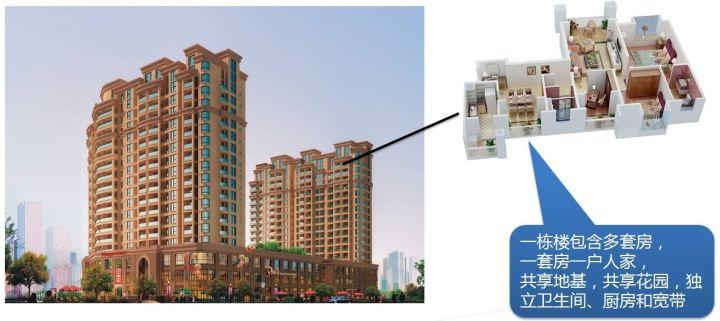 一栋楼包含多套房，
一套房一户人家，
共享地基，共享花园，独
立卫生间、厨房和宽带